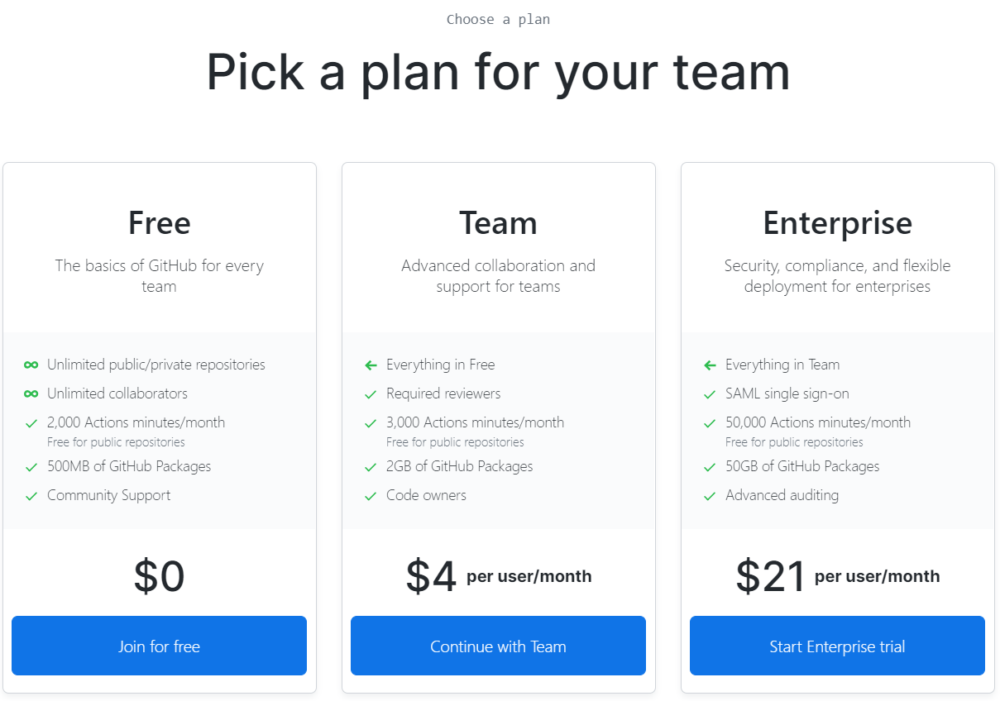 Choose a plan
Pick a plan for your team
Free
The basics of GitHub for every
team
Unlimited public/private repositories
Unlimited collaborators
2,000 Actions minutes/month
Free for public repositories
500MB of GitHub Packages
Community Support
$0
Join for free
Team
Advanced collaboration and
support for teams
Everything in Free
Required reviewers
3,000 Actions minutes/month
Free for public repositories
2GB of GitHub Packages
Code owners
$4 per user/month
Continue with Team
Enterprise
Security, compliance, and flexible
deployment for enterprises
Everything in Team
SAML single sign-on
50,000 Actions minutes/month
Free for public repositories
50GB of GitHub Packages
Advanced auditing
$21 per user/month
Start Enterprise trial